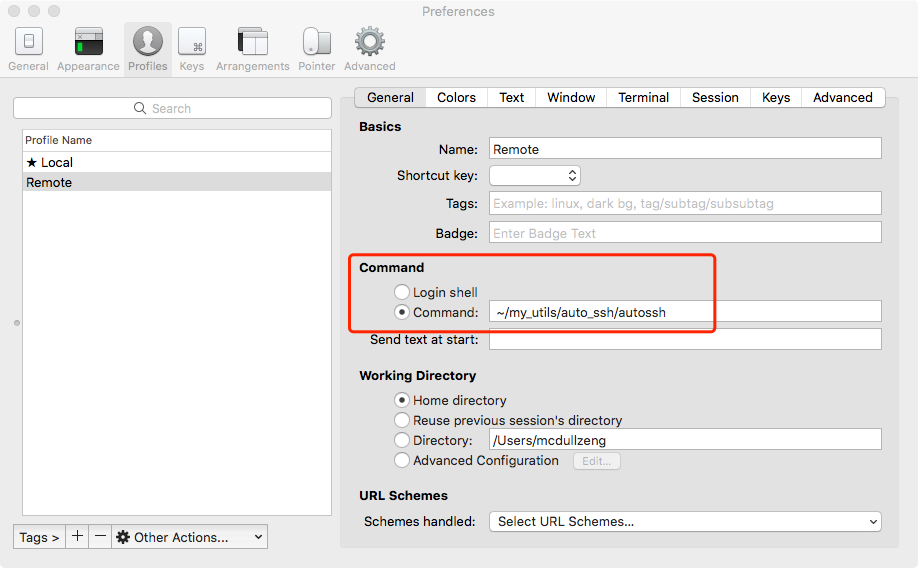 Preferences
General Appearance Profiles Keys Arrangements Pointer Advanced
Search
Profile Name
★ Local
Remote
Tags > + − Other Actions...
General Colors Text Window Terminal Session Keys Advanced
Basics
Name: Remote
Shortcut key:
Tags: Example: linux, dark bg, tag/subtag/subsubtag
Badge: Enter Badge Text
Command
Login shell
Command: ~/my_utils/auto_ssh/autossh
Send text at start:
Working Directory
Home directory
Reuse previous session's directory
Directory: /Users/mcdullzeng
Advanced Configuration Edit...
URL Schemes
Schemes handled: Select URL Schemes...